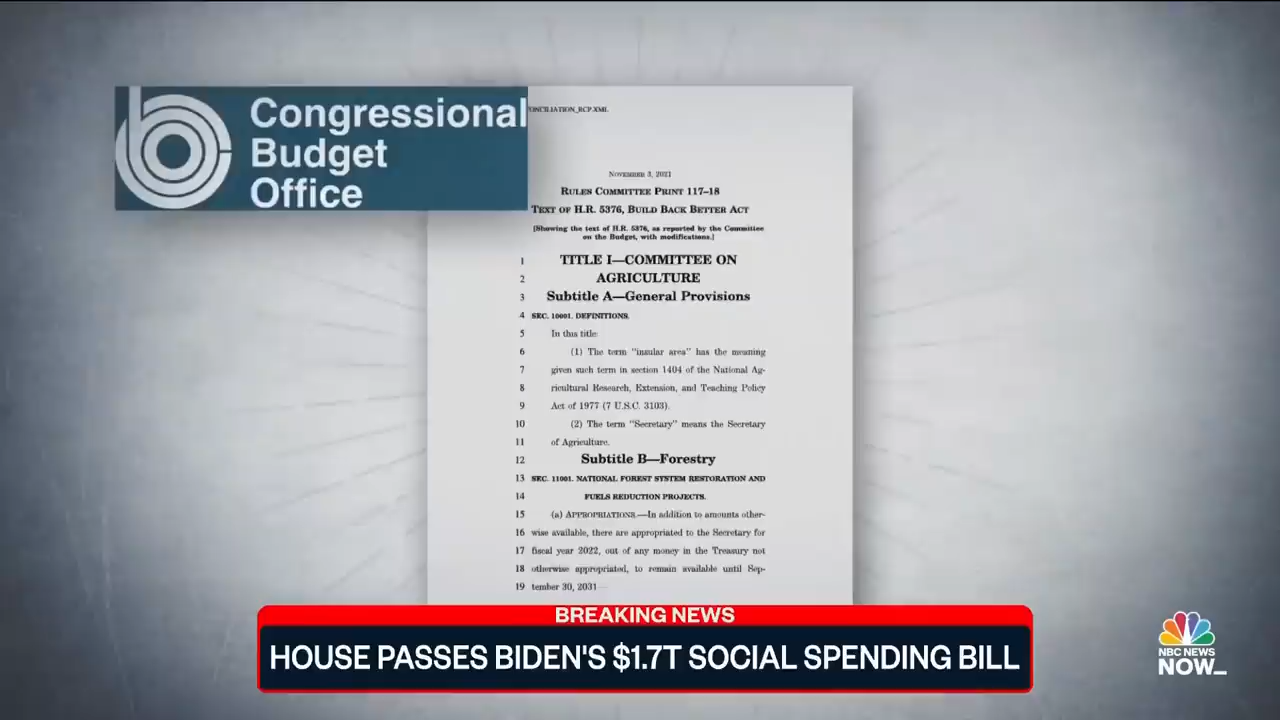 Congressional
Budget
Office
ONCILIATION_RCP.XML
November 3, 2021
Rules Committee Print 117–18
Text of H.R. 5376, Build Back Better Act
[Showing the text of H.R. 5376, as reported by the Committee
on the Budget, with modifications.]
1 TITLE I—COMMITTEE ON
2 AGRICULTURE
3 Subtitle A—General Provisions
4 SEC. 10001. DEFINITIONS.
5 In this title:
6 (1) The term "insular area" has the meaning
7 given such term in section 1404 of the National Ag-
8 ricultural Research, Extension, and Teaching Policy
9 Act of 1977 (7 U.S.C. 3103).
10 (2) The term "Secretary" means the Secretary
11 of Agriculture.
12 Subtitle B—Forestry
13 SEC. 11001. NATIONAL FOREST SYSTEM RESTORATION AND
14 FUELS REDUCTION PROJECTS.
15 (a) APPROPRIATIONS.—In addition to amounts other-
16 wise available, there are appropriated to the Secretary for
17 fiscal year 2022, out of any money in the Treasury not
18 otherwise appropriated, to remain available until Sep-
19 tember 30, 2031—
BREAKING NEWS
HOUSE PASSES BIDEN'S $1.7T SOCIAL SPENDING BILL
NBC NEWS
NOW_